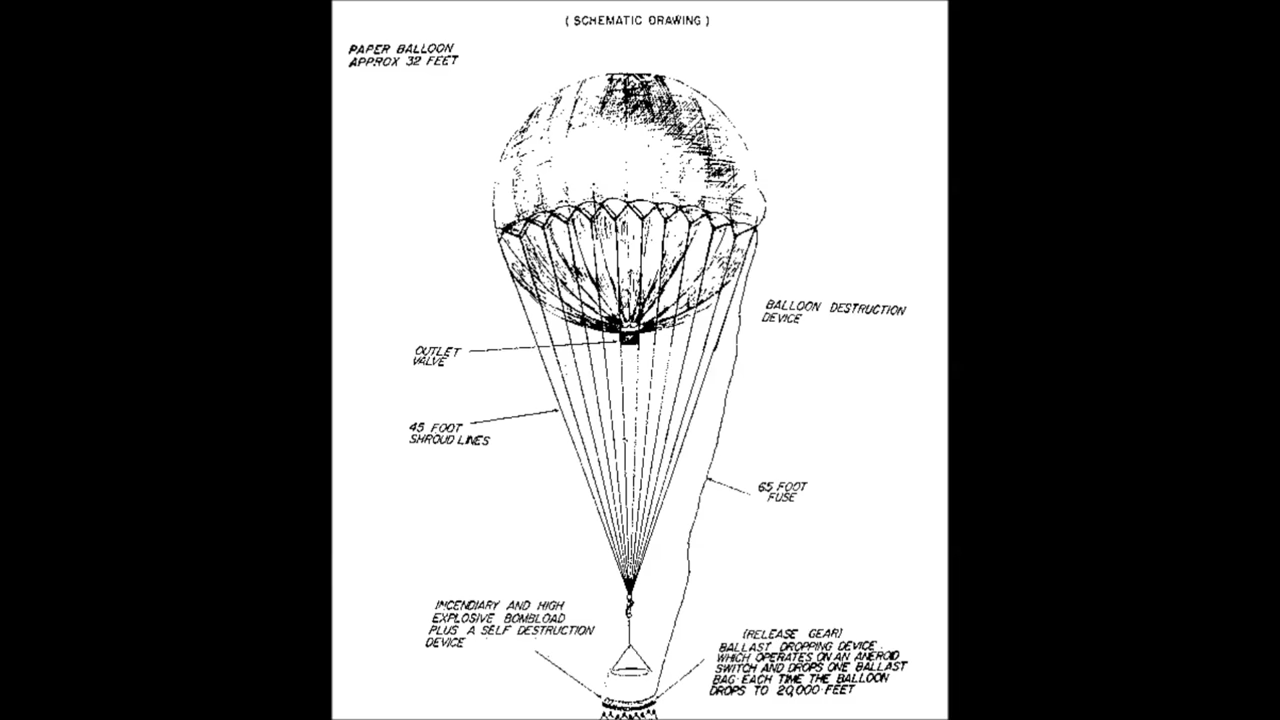 ( SCHEMATIC DRAWING )
PAPER BALLOON
APPROX 32 FEET
BALLOON DESTRUCTION
DEVICE
OUTLET
VALVE
45 FOOT
SHROUD LINES
65 FOOT
FUSE
INCENDIARY AND HIGH
EXPLOSIVE BOMBLOAD
PLUS A SELF DESTRUCTION
DEVICE
(RELEASE GEAR)
BALLAST DROPPING DEVICE
WHICH OPERATES ON AN ANEROID
SWITCH AND DROPS ONE BALLAST
BAG EACH TIME THE BALLOON
DROPS TO 20,000 FEET